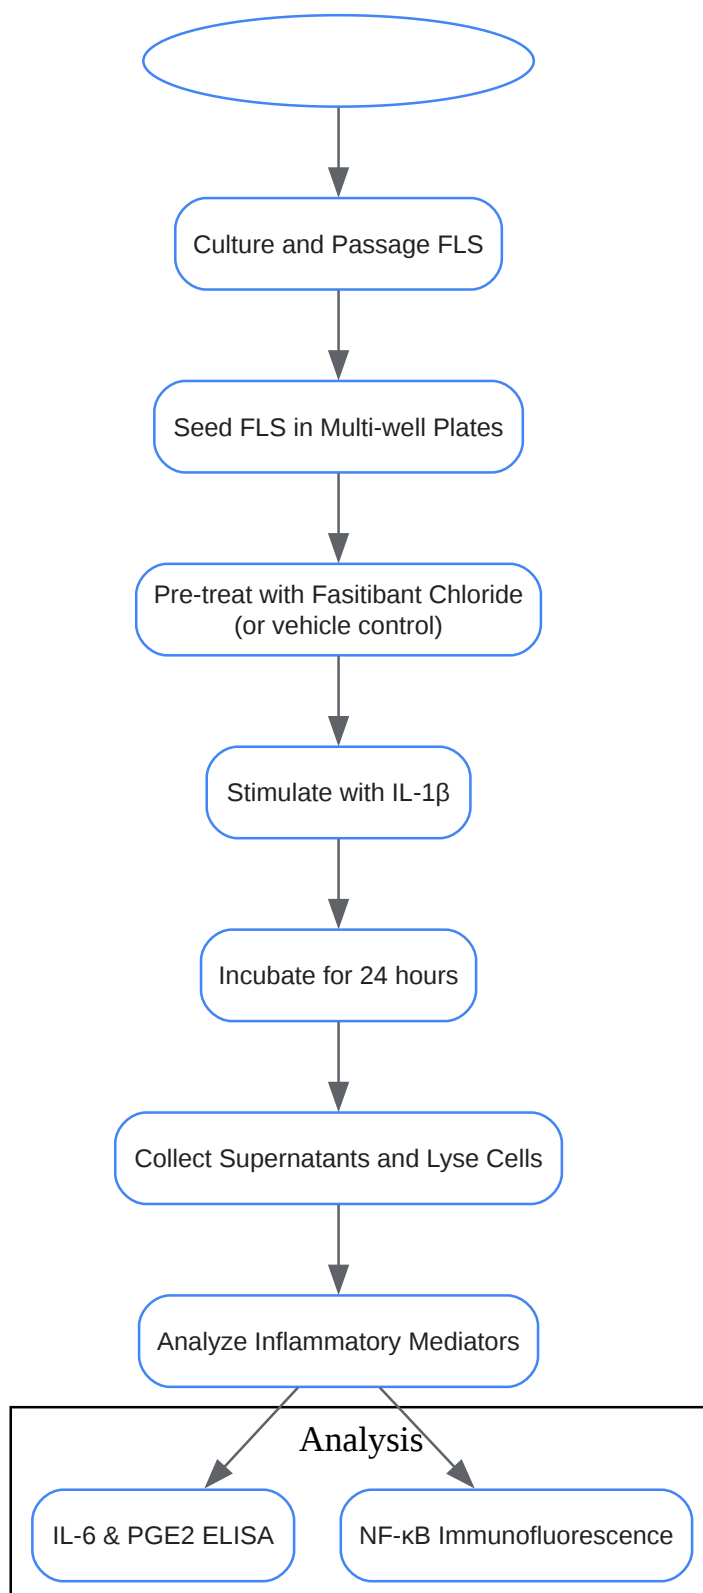 Culture and Passage FLS
Seed FLS in Multi-well Plates
Pre-treat with Fasitibant Chloride
(or vehicle control)
Stimulate with IL-1β
Incubate for 24 hours
Collect Supernatants and Lyse Cells
Analyze Inflammatory Mediators
Analysis
IL-6 & PGE2 ELISA
NF-κB Immunofluorescence